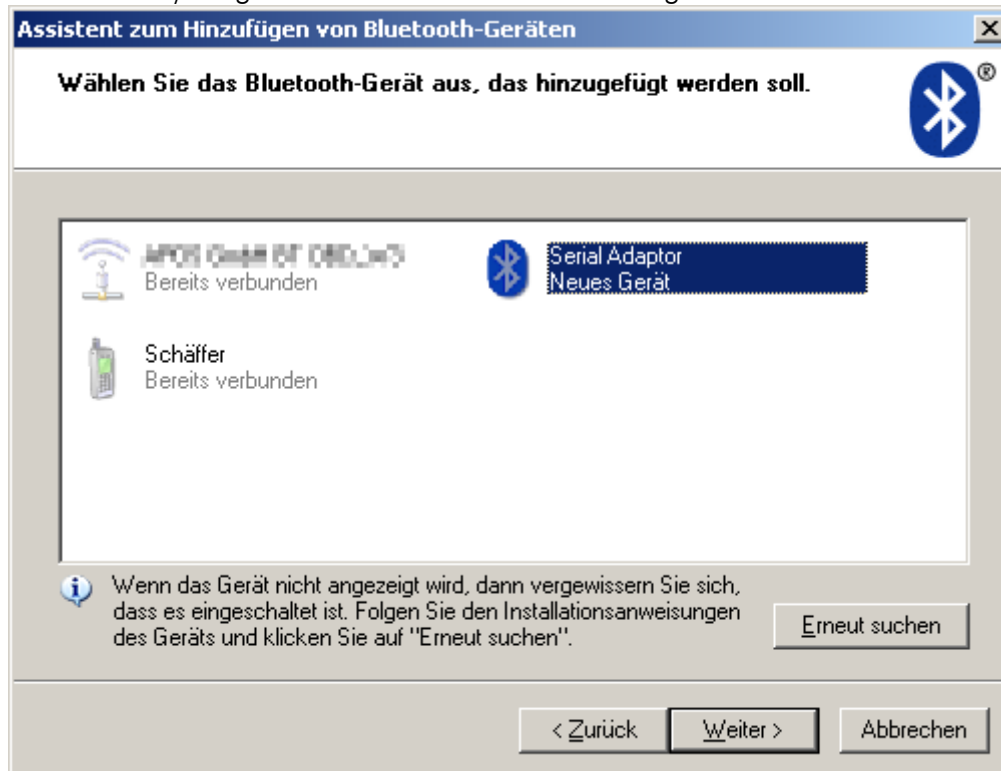 Assistent zum Hinzufügen von Bluetooth-Geräten
Wählen Sie das Bluetooth-Gerät aus, das hinzugefügt werden soll.
®
Bereits verbunden
Serial Adaptor
Neues Gerät
Schäffer
Bereits verbunden
Wenn das Gerät nicht angezeigt wird, dann vergewissern Sie sich,
dass es eingeschaltet ist. Folgen Sie den Installationsanweisungen
des Geräts und klicken Sie auf "Erneut suchen".
Erneut suchen
< Zurück
Weiter >
Abbrechen